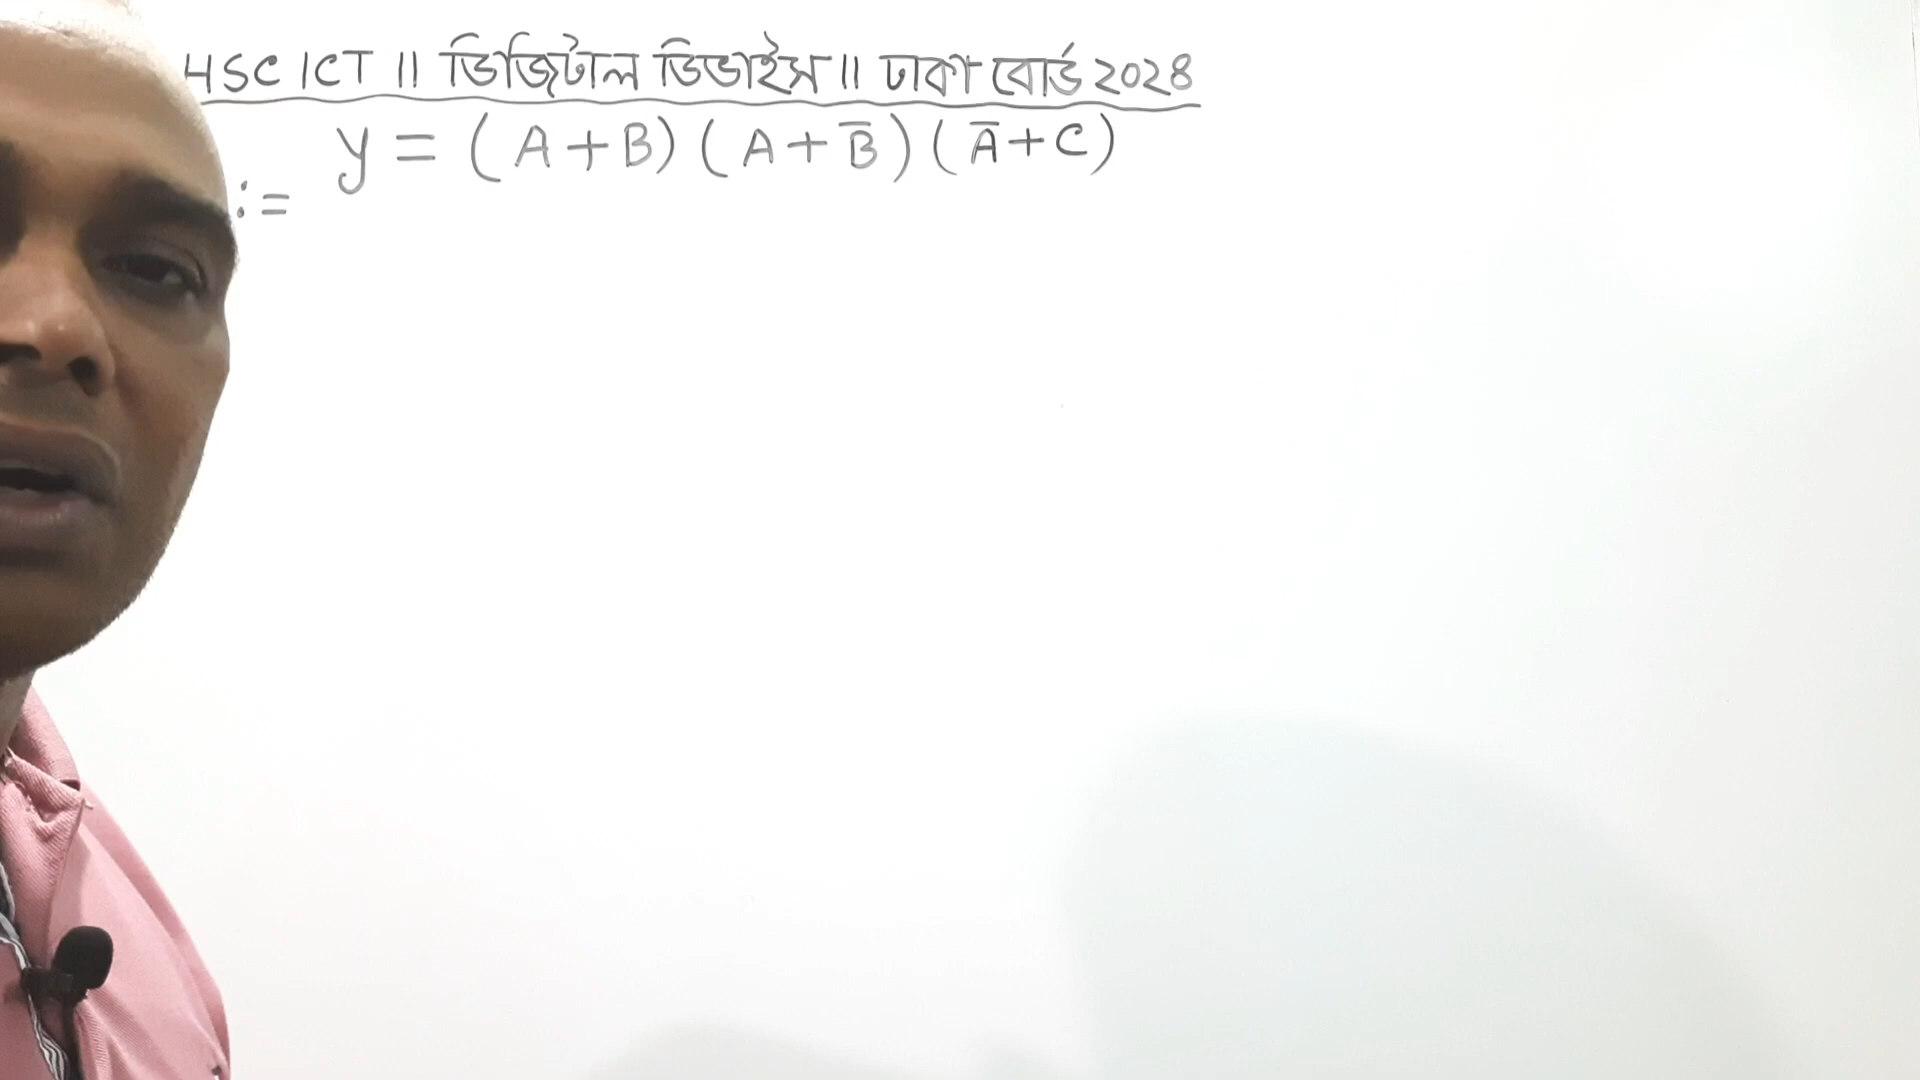 HSC ICT || ডিজিটাল ডিভাইস || ঢাকা বোর্ড ২০২৪
y = (A+B)(A+B̅)(A̅+C)
:=